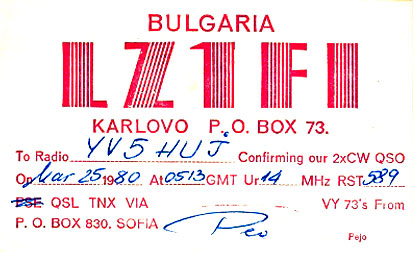 BULGARIA
LZ1FI
KARLOVO P.O. BOX 73.
To Radio YV5HUJ Confirming our 2xCW QSO
On Mar 25 1980 At 0513 GMT Ur 14 MHz RST 589
PSE QSL TNX VIA VY 73's From
P. O. BOX 830, SOFIA
Pejo